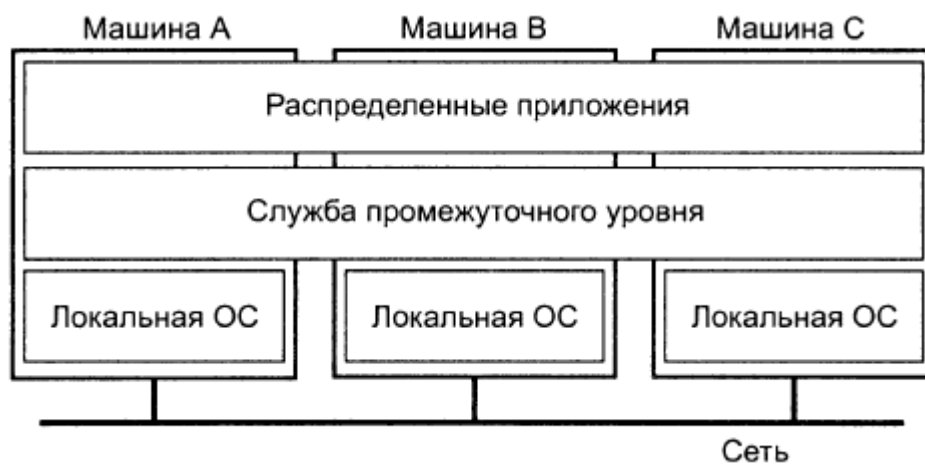 Машина А Машина В Машина С
Распределенные приложения
Служба промежуточного уровня
Локальная ОС Локальная ОС Локальная ОС
Сеть